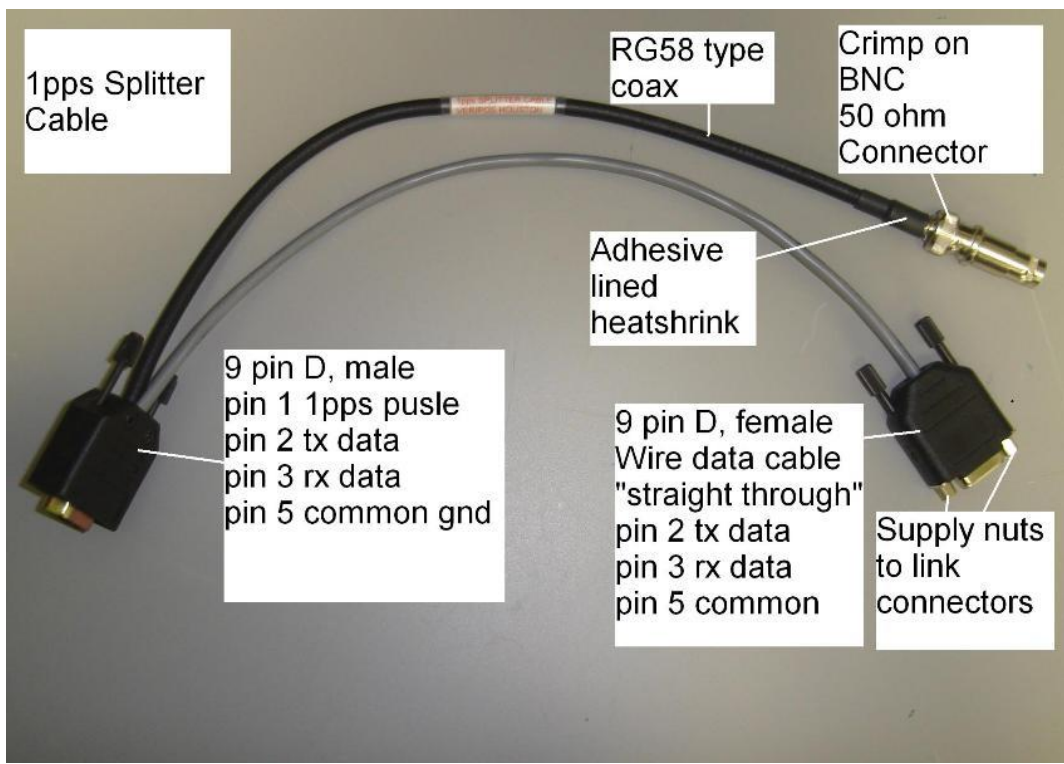 1pps Splitter
Cable
RG58 type
coax
Crimp on
BNC
50 ohm
Connector
Adhesive
lined
heatshrink
9 pin D, male
pin 1 1pps pusle
pin 2 tx data
pin 3 rx data
pin 5 common gnd
9 pin D, female
Wire data cable
"straight through"
pin 2 tx data
pin 3 rx data
pin 5 common
Supply nuts
to link
connectors
1pps SPLITTER CABLE